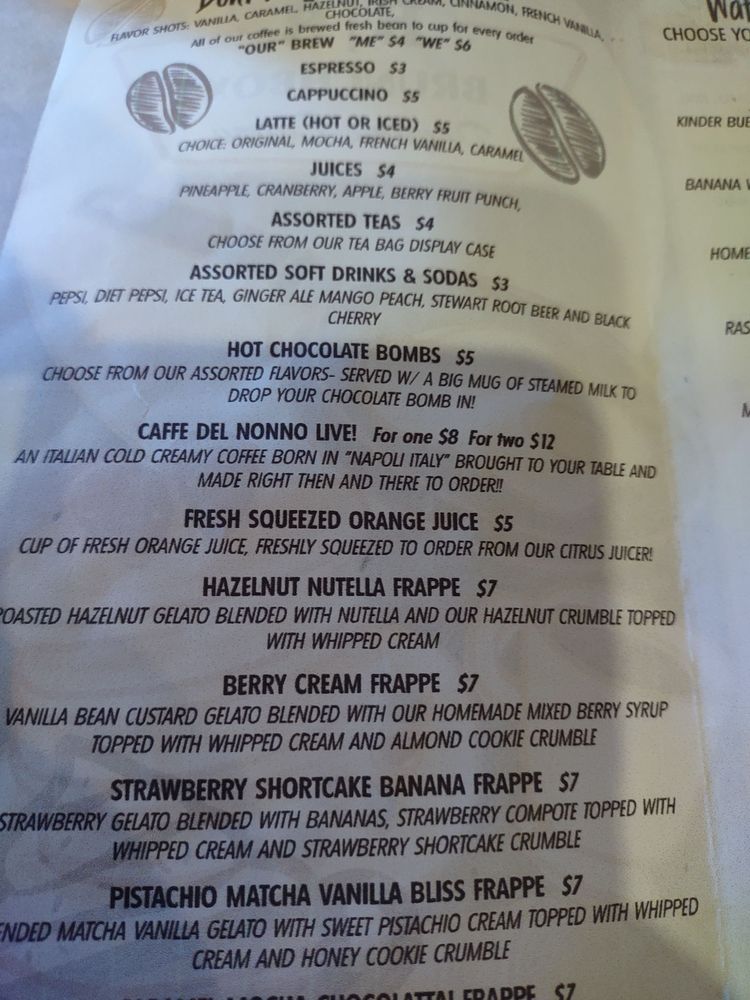 FLAVOR SHOTS: VANILLA, CARAMEL, HAZELNUT, IRISH CREAM, CINNAMON, FRENCH VANILLA,
CHOCOLATE,
All of our coffee is brewed fresh bean to cup for every order
"OUR" BREW "ME" $4 "WE" $6
ESPRESSO $3
CAPPUCCINO $5
LATTE (HOT OR ICED) $5
CHOICE: ORIGINAL, MOCHA, FRENCH VANILLA, CARAMEL
JUICES $4
PINEAPPLE, CRANBERRY, APPLE, BERRY FRUIT PUNCH,
ASSORTED TEAS $4
CHOOSE FROM OUR TEA BAG DISPLAY CASE
ASSORTED SOFT DRINKS & SODAS $3
PEPSI, DIET PEPSI, ICE TEA, GINGER ALE MANGO PEACH, STEWART ROOT BEER AND BLACK
CHERRY
HOT CHOCOLATE BOMBS $5
CHOOSE FROM OUR ASSORTED FLAVORS- SERVED W/ A BIG MUG OF STEAMED MILK TO
DROP YOUR CHOCOLATE BOMB IN!
CAFFE DEL NONNO LIVE! For one $8 For two $12
AN ITALIAN COLD CREAMY COFFEE BORN IN "NAPOLI ITALY" BROUGHT TO YOUR TABLE AND
MADE RIGHT THEN AND THERE TO ORDER!!
FRESH SQUEEZED ORANGE JUICE $5
CUP OF FRESH ORANGE JUICE, FRESHLY SQUEEZED TO ORDER FROM OUR CITRUS JUICER!
HAZELNUT NUTELLA FRAPPE $7
ROASTED HAZELNUT GELATO BLENDED WITH NUTELLA AND OUR HAZELNUT CRUMBLE TOPPED
WITH WHIPPED CREAM
BERRY CREAM FRAPPE $7
VANILLA BEAN CUSTARD GELATO BLENDED WITH OUR HOMEMADE MIXED BERRY SYRUP
TOPPED WITH WHIPPED CREAM AND ALMOND COOKIE CRUMBLE
STRAWBERRY SHORTCAKE BANANA FRAPPE $7
STRAWBERRY GELATO BLENDED WITH BANANAS, STRAWBERRY COMPOTE TOPPED WITH
WHIPPED CREAM AND STRAWBERRY SHORTCAKE CRUMBLE
PISTACHIO MATCHA VANILLA BLISS FRAPPE $7
ENDED MATCHA VANILLA GELATO WITH SWEET PISTACHIO CREAM TOPPED WITH WHIPPED
CREAM AND HONEY COOKIE CRUMBLE
MOCHA CHOCOLATTA! FRAPPE $7
CHOOSE YO
KINDER BUE
BANANA
HOME
RAS